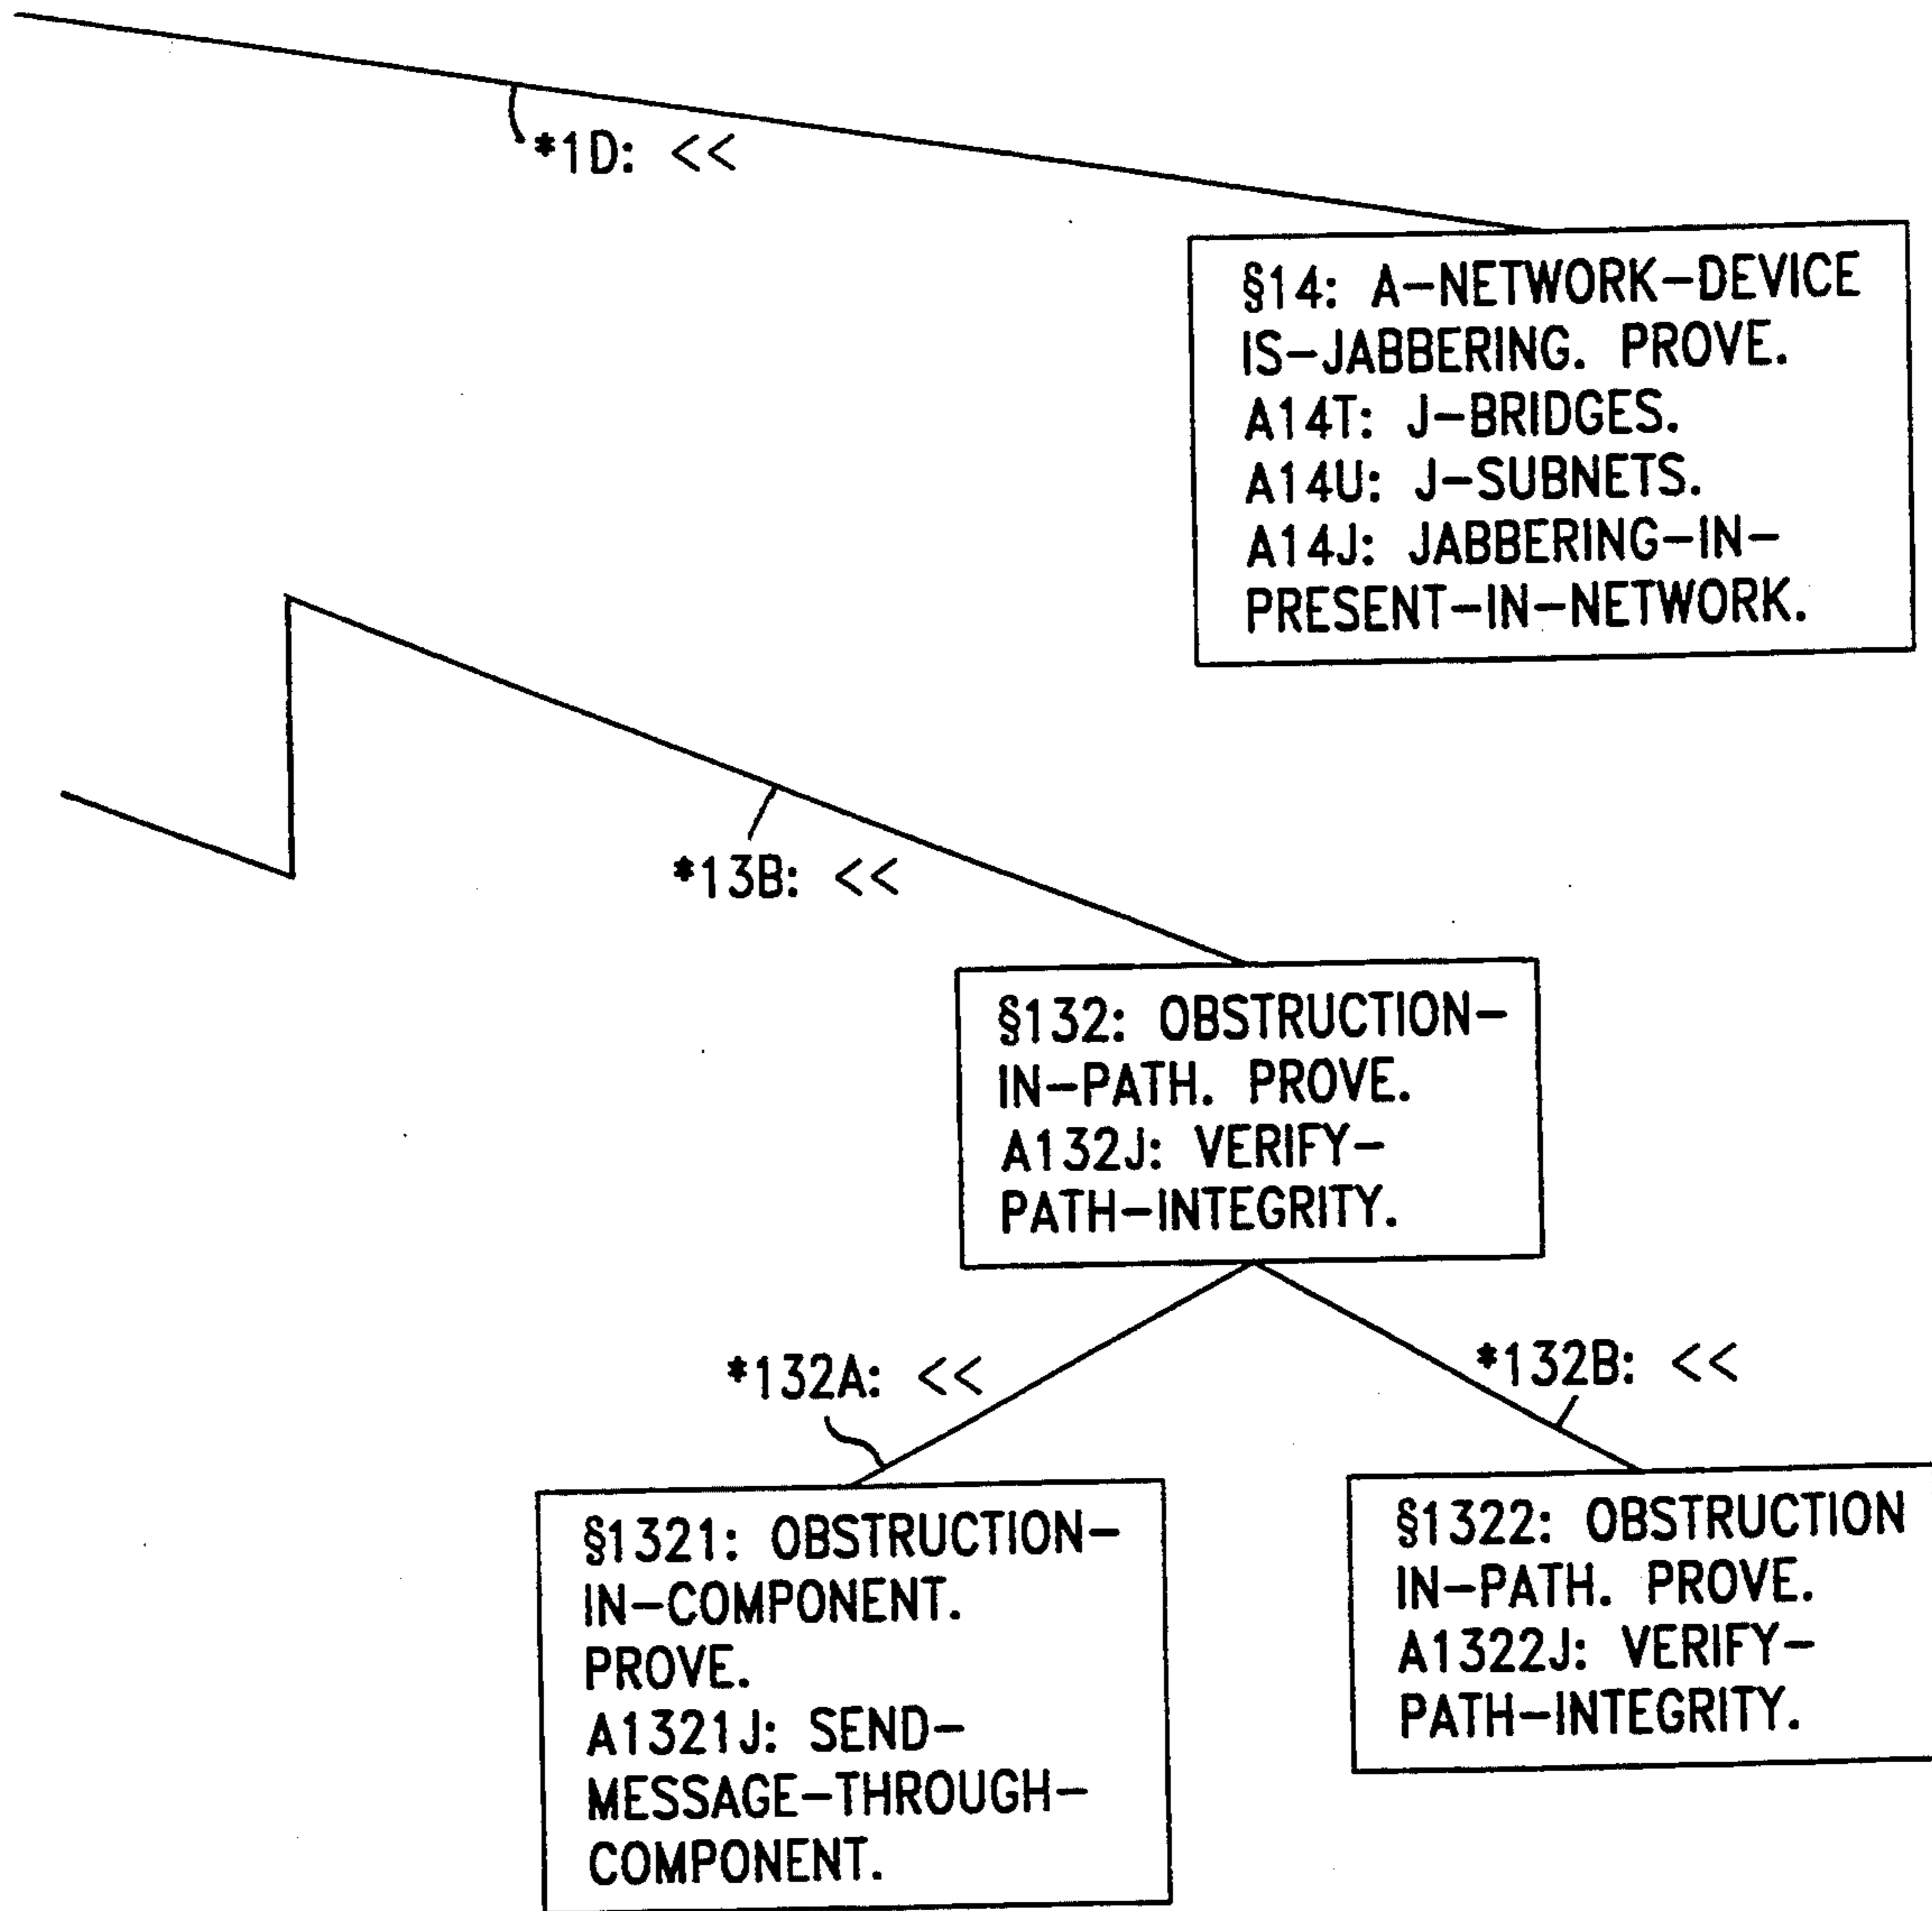 *1D: <<
§14: A-NETWORK-DEVICE
IS-JABBERING. PROVE.
A14T: J-BRIDGES.
A14U: J-SUBNETS.
A14J: JABBERING-IN-
PRESENT-IN-NETWORK.
*13B: <<
§132: OBSTRUCTION-
IN-PATH. PROVE.
A132J: VERIFY-
PATH-INTEGRITY.
*132A: <<
*132B: <<
§1321: OBSTRUCTION-
IN-COMPONENT.
PROVE.
A1321J: SEND-
MESSAGE-THROUGH-
COMPONENT.
§1322: OBSTRUCTION
IN-PATH. PROVE.
A1322J: VERIFY-
PATH-INTEGRITY.